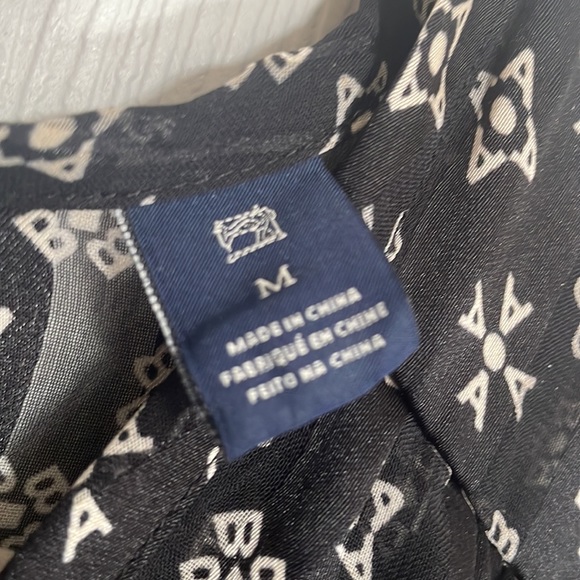 M
MADE IN CHINA
FABRIQUÉ EN CHINE
FEITO NA CHINA